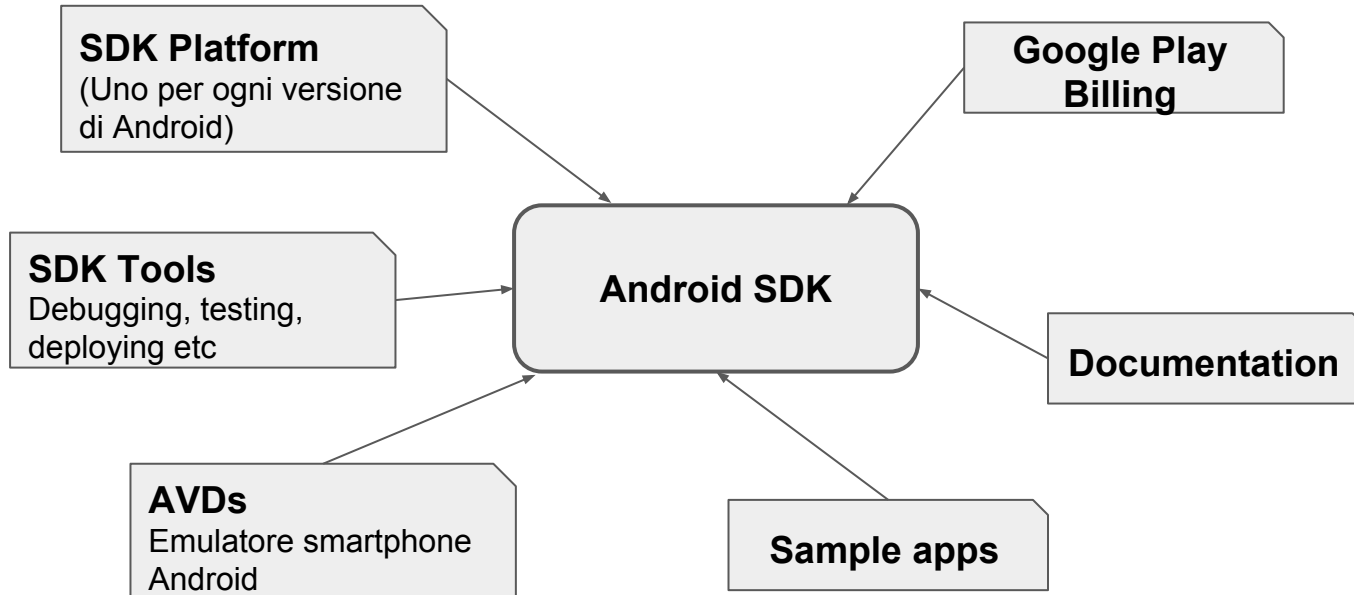 SDK Platform
(Uno per ogni versione
di Android)
Google Play
Billing
SDK Tools
Debugging, testing,
deploying etc
Android SDK
Documentation
AVDs
Emulatore smartphone
Android
Sample apps